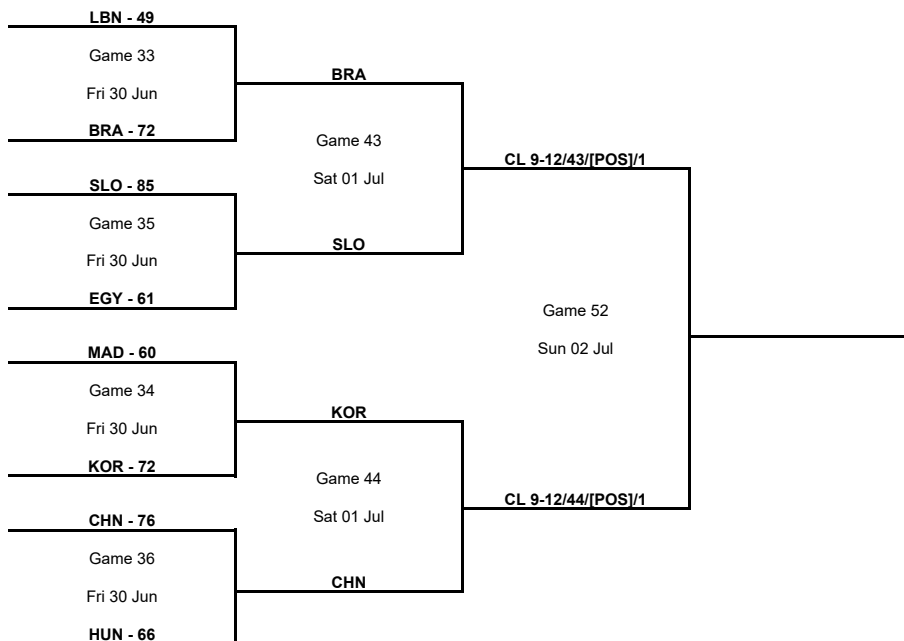 LBN - 49
Game 33
Fri 30 Jun
BRA - 72
SLO - 85
Game 35
Fri 30 Jun
EGY - 61
MAD - 60
Game 34
Fri 30 Jun
KOR - 72
CHN - 76
Game 36
Fri 30 Jun
HUN - 66
BRA
Game 43
Sat 01 Jul
SLO
KOR
Game 44
Sat 01 Jul
CHN
CL 9-12/43/[POS]/1
Game 52
Sun 02 Jul
CL 9-12/44/[POS]/1